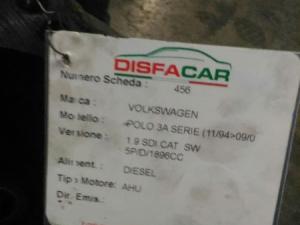 DISFACAR
Numero Scheda : 456
Marca : VOLKSWAGEN
Modello : POLO 3A SERIE (11/94>09/0
Versione : 1.9 SDI CAT SW
5P/D/1896CC
Aliment. : DIESEL
Tipo Motore: AHU
Dir. Emis.